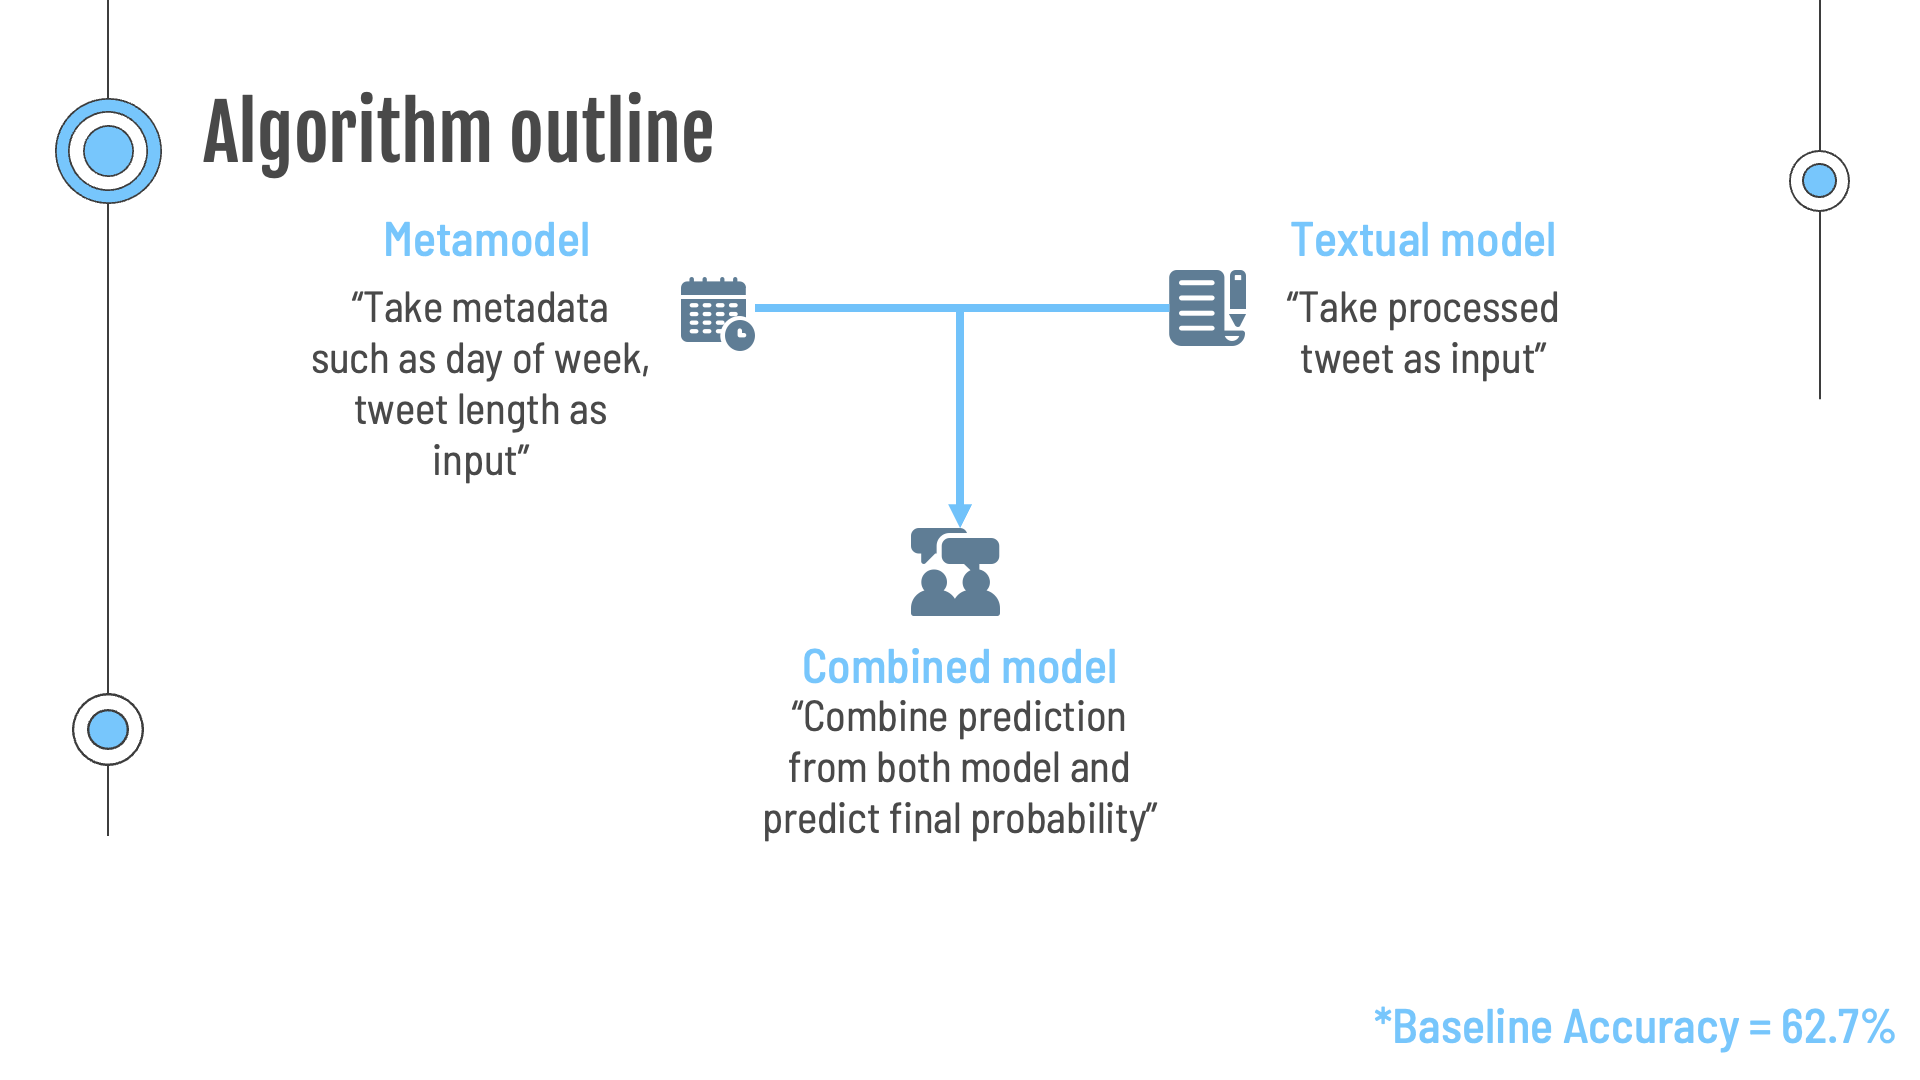 Algorithm outline
Metamodel
“Take metadata
such as day of week,
tweet length as
input”
Textual model
“Take processed
tweet as input”
Combined model
“Combine prediction
from both model and
predict final probability”
*Baseline Accuracy = 62.7%